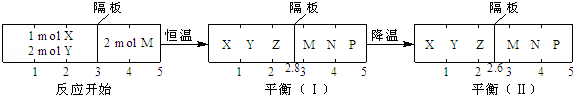 隔板 隔板 隔板
1 mol X 2 mol M 恒温 X Y Z M N P 降温 X Y Z M N P
2 mol Y
1 2 3 4 5 1 2 2.8 3 4 5 1 2 2.6 3 4 5
反应开始 平衡(Ⅰ) 平衡(Ⅱ)